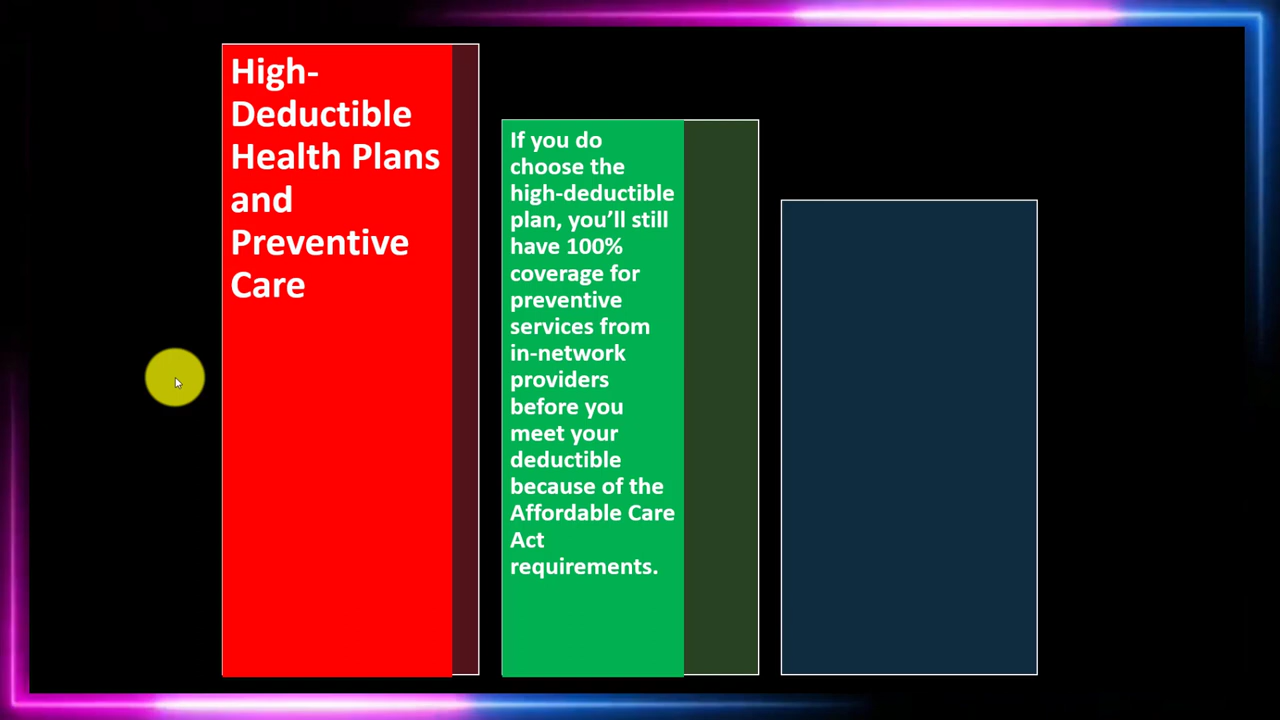 High-
Deductible
Health Plans
and
Preventive
Care
If you do
choose the
high-deductible
plan, you’ll still
have 100%
coverage for
preventive
services from
in-network
providers
before you
meet your
deductible
because of the
Affordable Care
Act
requirements.